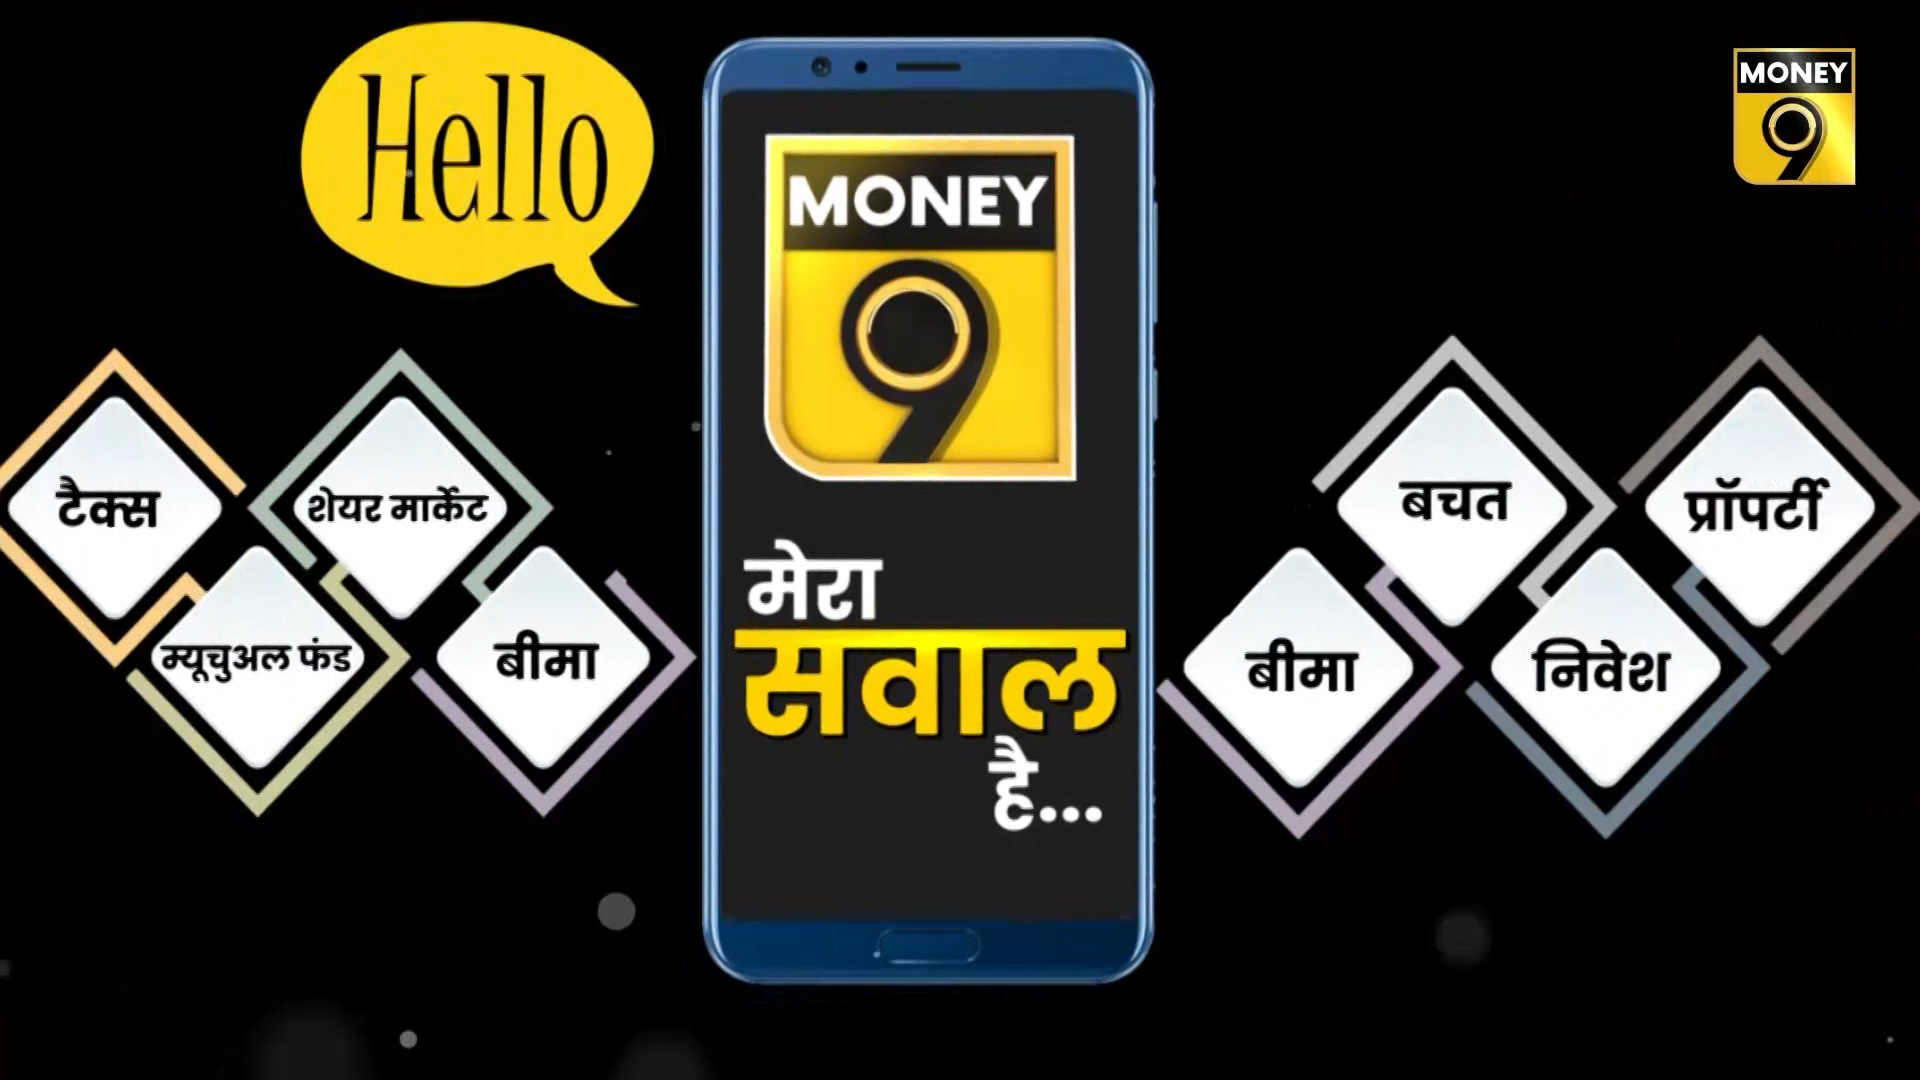 Hello
MONEY
9
MONEY
9
टैक्स
शेयर मार्केट
म्यूचुअल फंड
बीमा
मेरा
सवाल
है...
बचत
प्रॉपर्टी
बीमा
निवेश